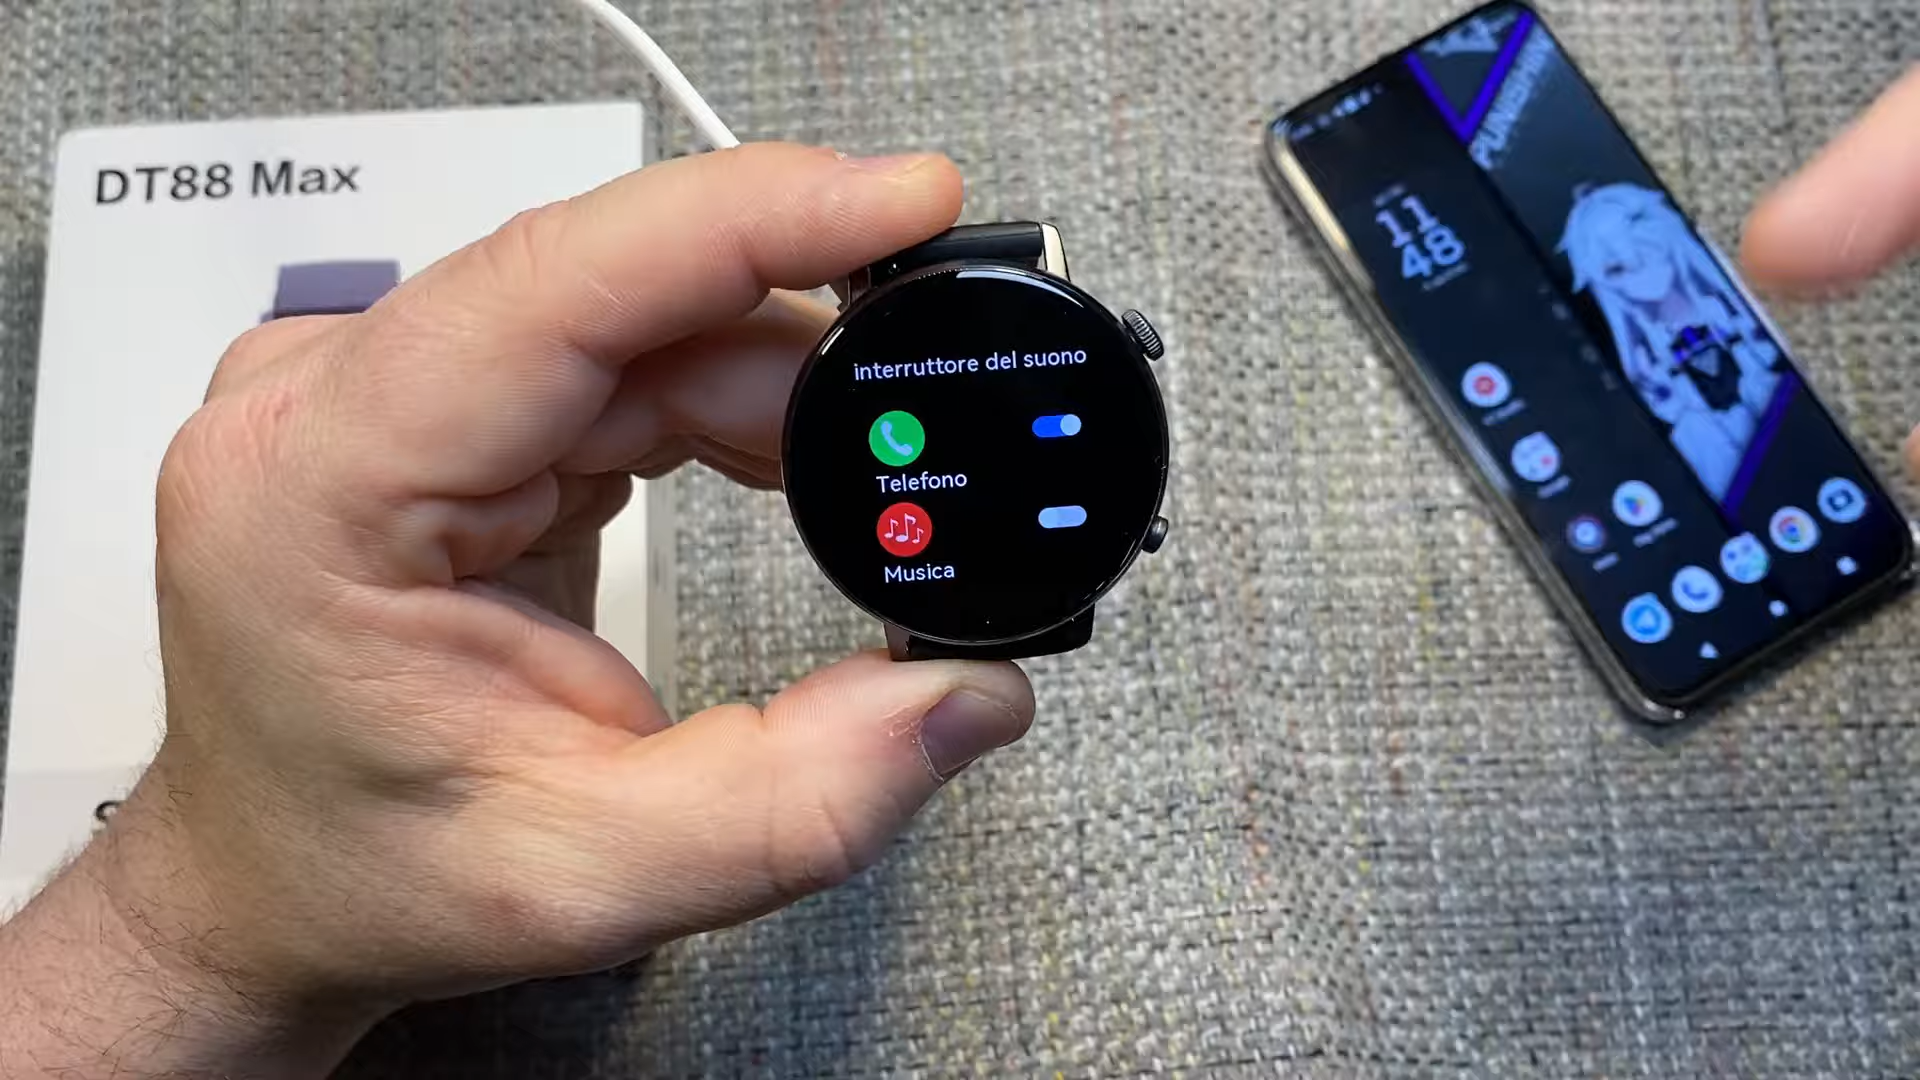 DT88 Max
interruttore del suono
Telefono
Musica
11
48